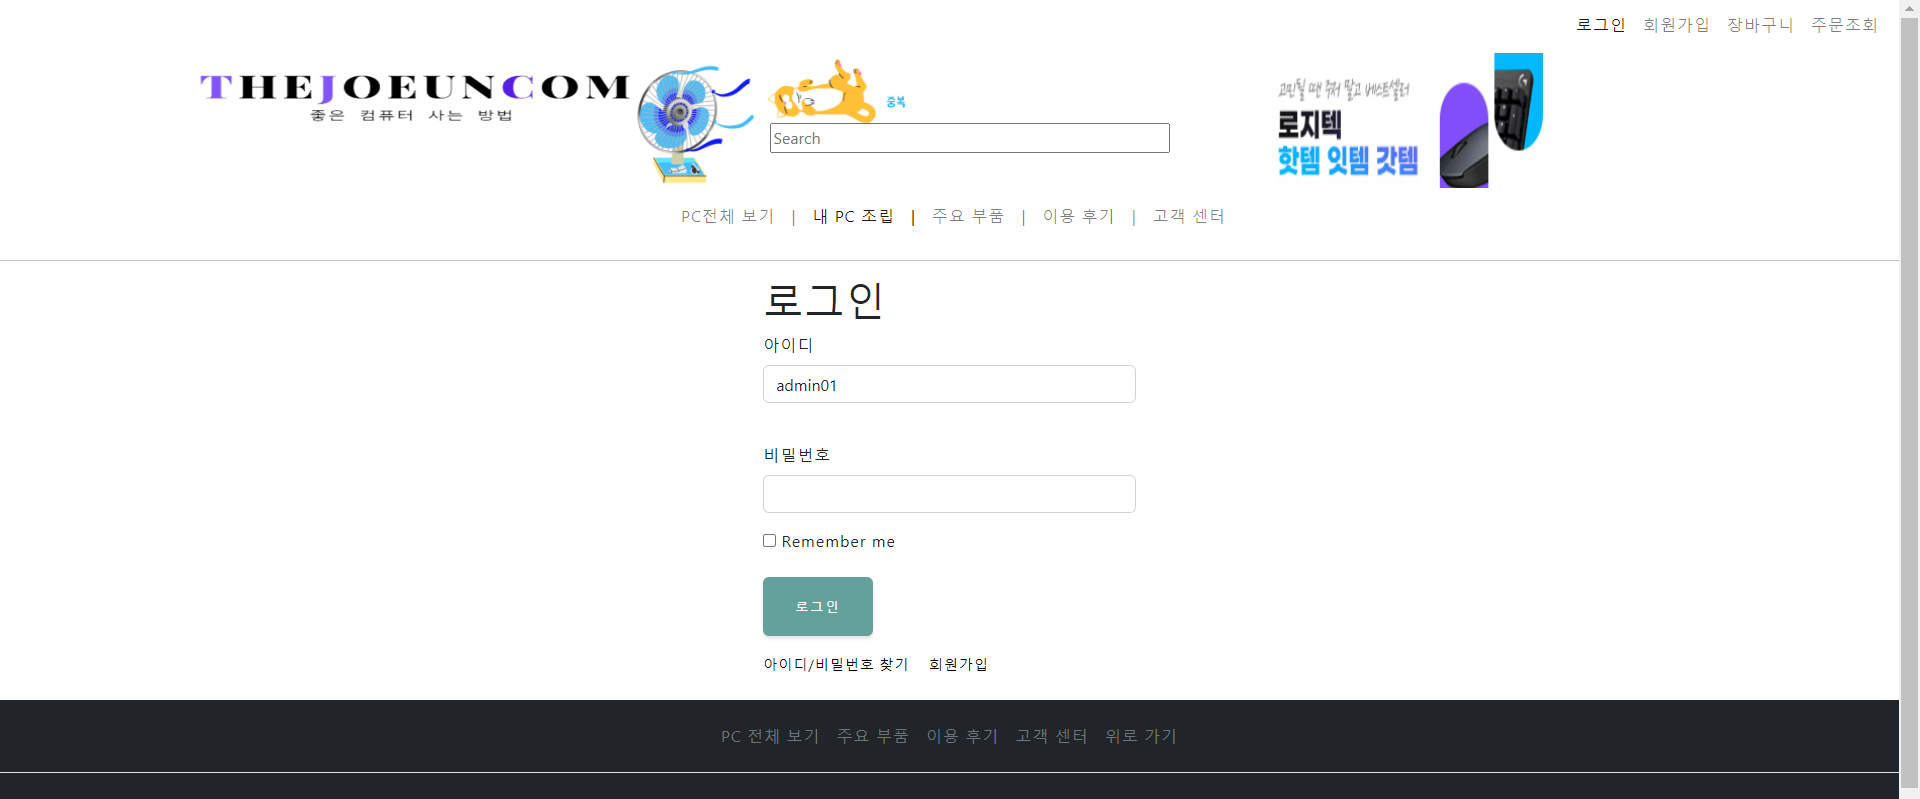 로그인 회원가입 장바구니 주문조회
THEJOEUNCOM
좋은 컴퓨터 사는 방법
중복
Search
고민될 땐 주저 말고 베스트셀러
로지텍
핫템 잇템 갓템
PC전체 보기 | 내 PC 조립 | 주요 부품 | 이용 후기 | 고객 센터
로그인
아이디
admin01
비밀번호
Remember me
로그인
아이디/비밀번호 찾기 회원가입
PC 전체 보기 주요 부품 이용 후기 고객 센터 위로 가기